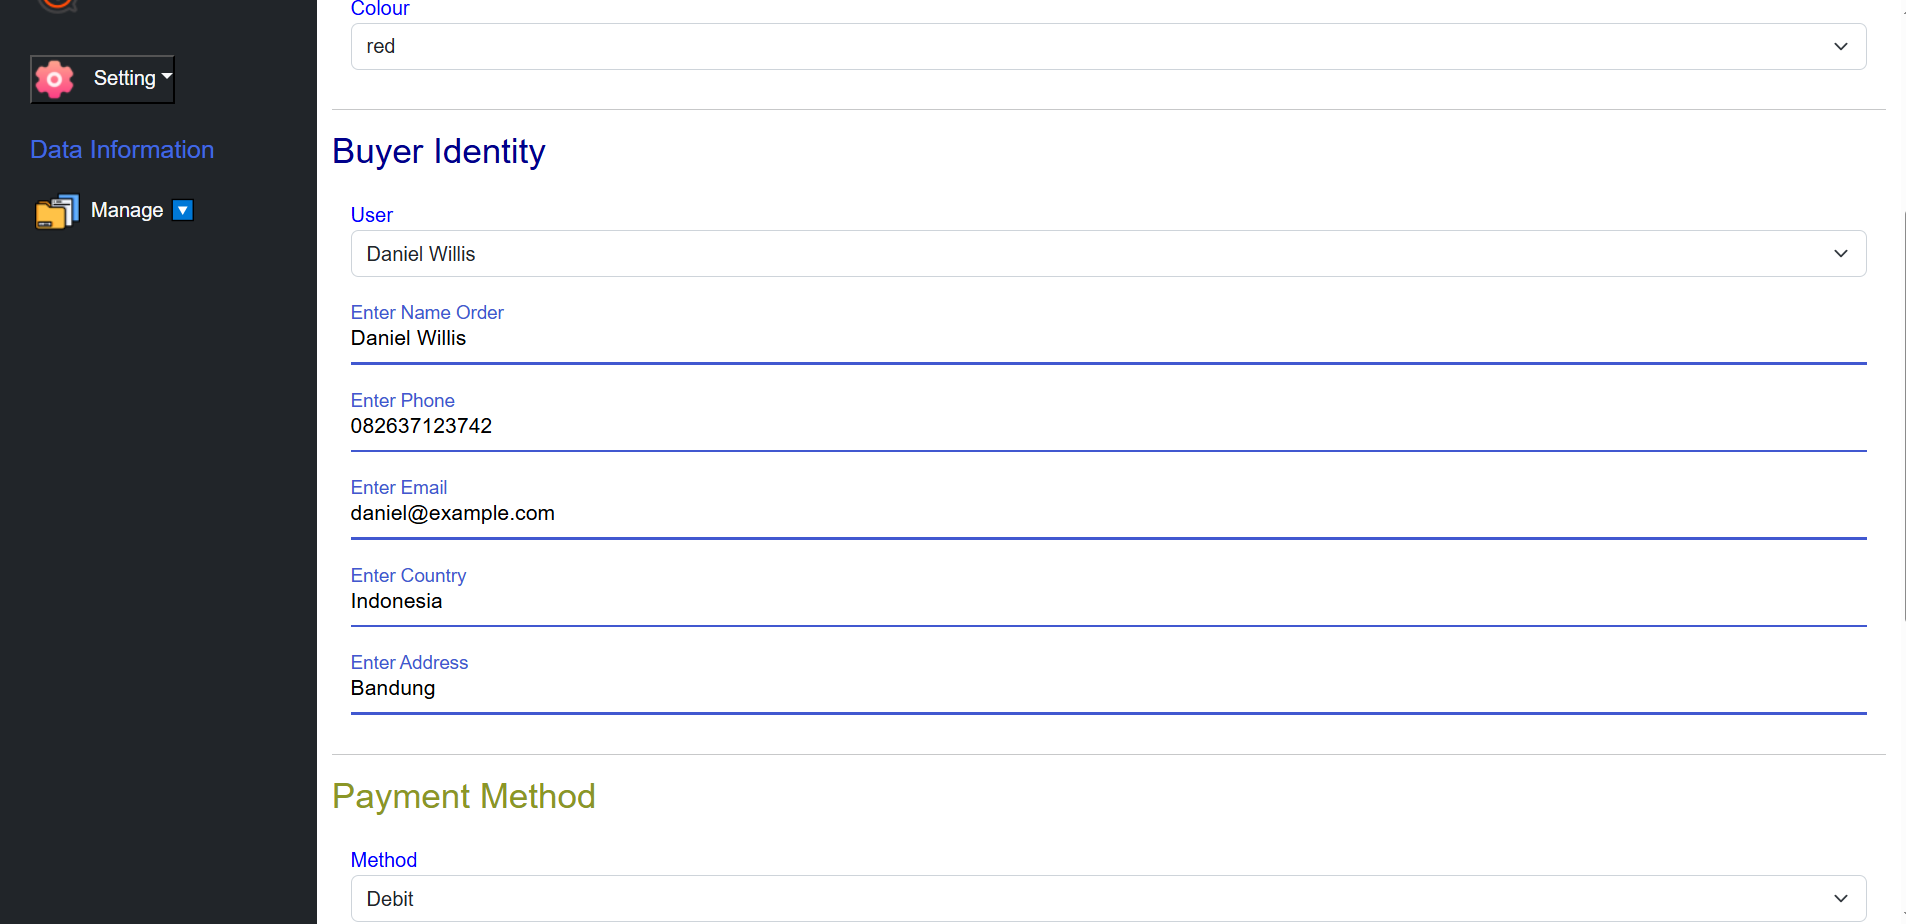 Setting
Data Information
Manage
Colour
red
Buyer Identity
User
Daniel Willis
Enter Name Order
Daniel Willis
Enter Phone
082637123742
Enter Email
daniel@example.com
Enter Country
Indonesia
Enter Address
Bandung
Payment Method
Method
Debit